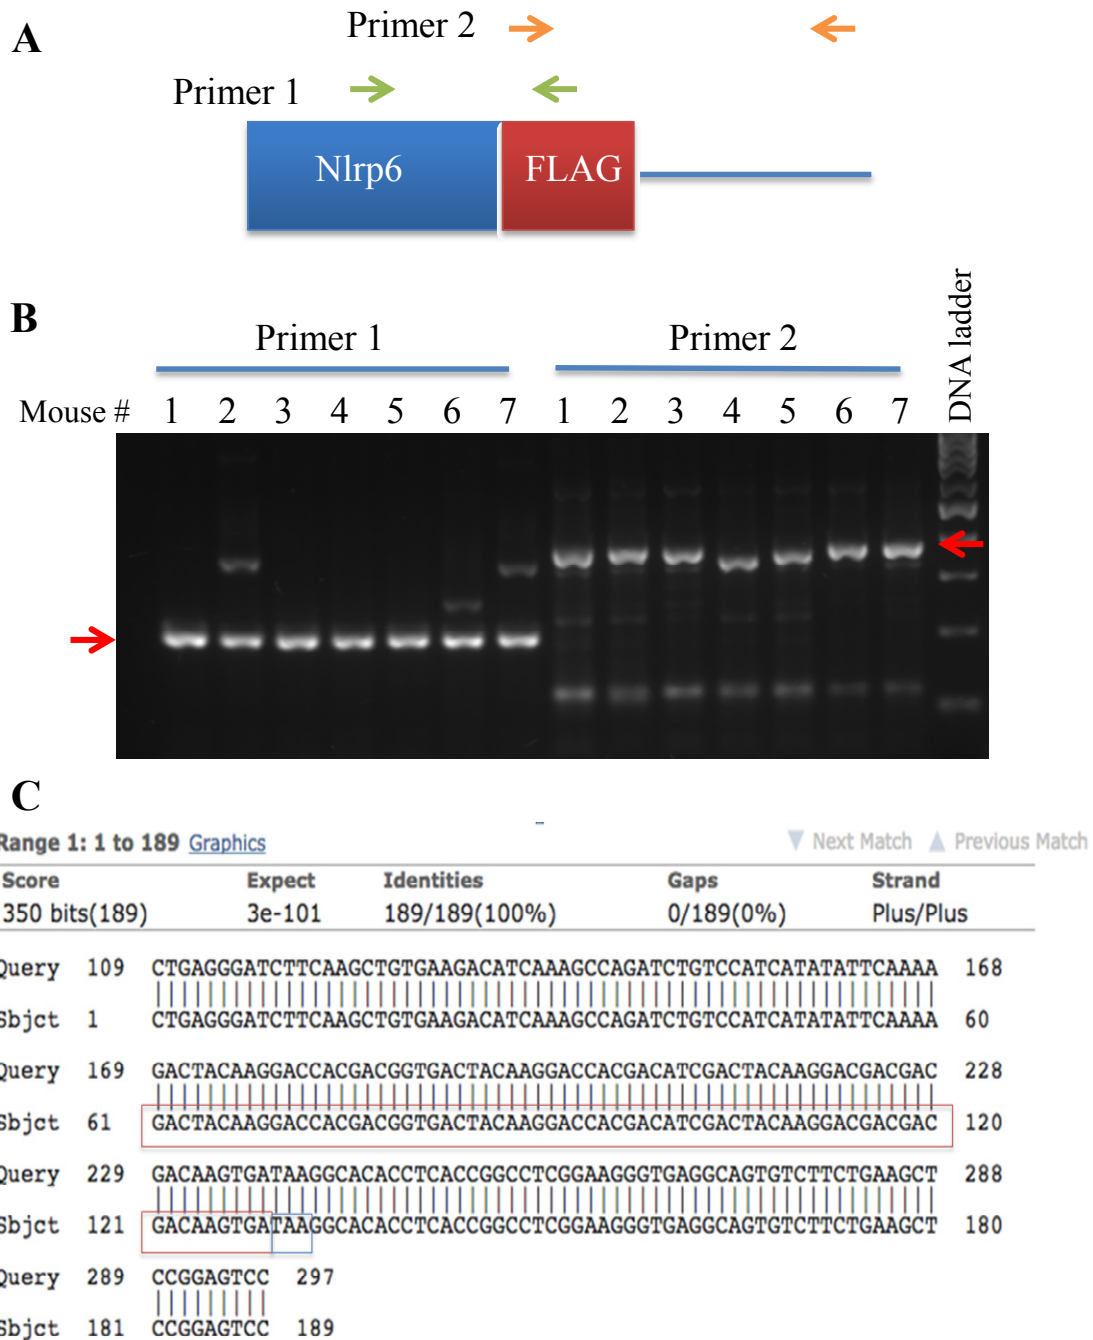 A
Primer 2
Primer 1
Nlrp6
FLAG
B
Primer 1
Primer 2
DNA ladder
Mouse # 1 2 3 4 5 6 7 1 2 3 4 5 6 7
C
Range 1: 1 to 189 Graphics
Next Match Previous Match
Score Expect Identities Gaps Strand
350 bits(189) 3e-101 189/189(100%) 0/189(0%) Plus/Plus
Query 109 CTGAGGGATCTTCAAGCTGTGAAGACATCAAAGCCAGATCTGTCCATCATATATTCAAAA 168
Sbjct 1 CTGAGGGATCTTCAAGCTGTGAAGACATCAAAGCCAGATCTGTCCATCATATATTCAAAA 60
Query 169 GACTACAAGGACCACGACGGTGACTACAAGGACCACGACATCGACTACAAGGACGACGAC 228
Sbjct 61 GACTACAAGGACCACGACGGTGACTACAAGGACCACGACATCGACTACAAGGACGACGAC 120
Query 229 GACAAGTGATAAGGCACACCTCACCGGCCTCGGAAGGGTGAGGCAGTGTCTTCTGAAGCT 288
Sbjct 121 GACAAGTGATAAGGCACACCTCACCGGCCTCGGAAGGGTGAGGCAGTGTCTTCTGAAGCT 180
Query 289 CCGGAGTCC 297
Sbjct 181 CCGGAGTCC 189